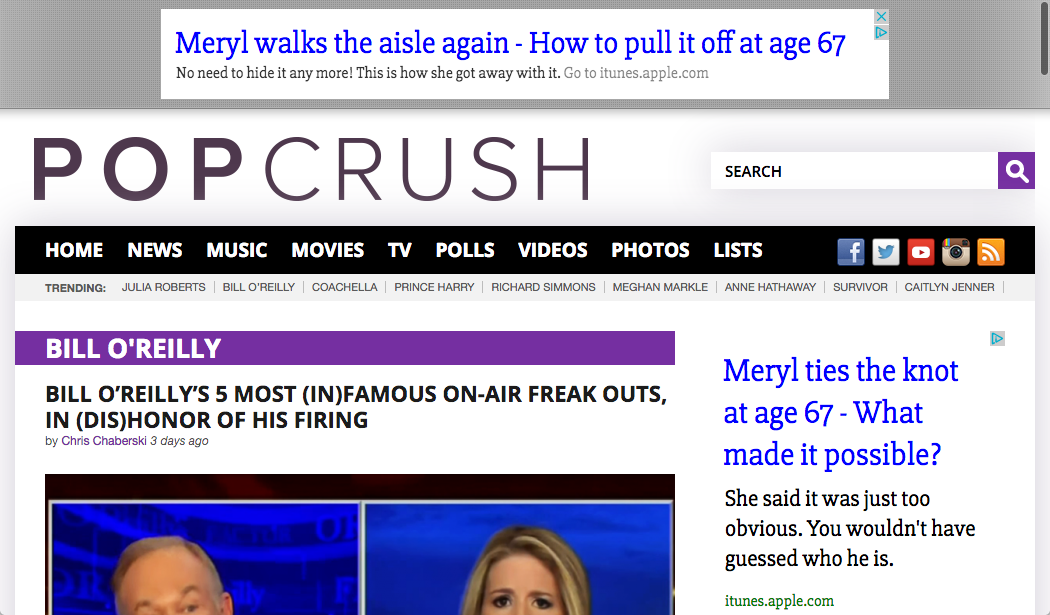 Meryl walks the aisle again - How to pull it off at age 67
No need to hide it any more! This is how she got away with it. Go to itunes.apple.com
POPCRUSH
SEARCH
HOME NEWS MUSIC MOVIES TV POLLS VIDEOS PHOTOS LISTS
TRENDING: JULIA ROBERTS | BILL O'REILLY | COACHELLA | PRINCE HARRY | RICHARD SIMMONS | MEGHAN MARKLE | ANNE HATHAWAY | SURVIVOR | CAITLYN JENNER |
BILL O'REILLY
BILL O’REILLY’S 5 MOST (IN)FAMOUS ON-AIR FREAK OUTS,
IN (DIS)HONOR OF HIS FIRING
by Chris Chaberski 3 days ago
Meryl ties the knot
at age 67 - What
made it possible?
She said it was just too
obvious. You wouldn't have
guessed who he is.
itunes.apple.com